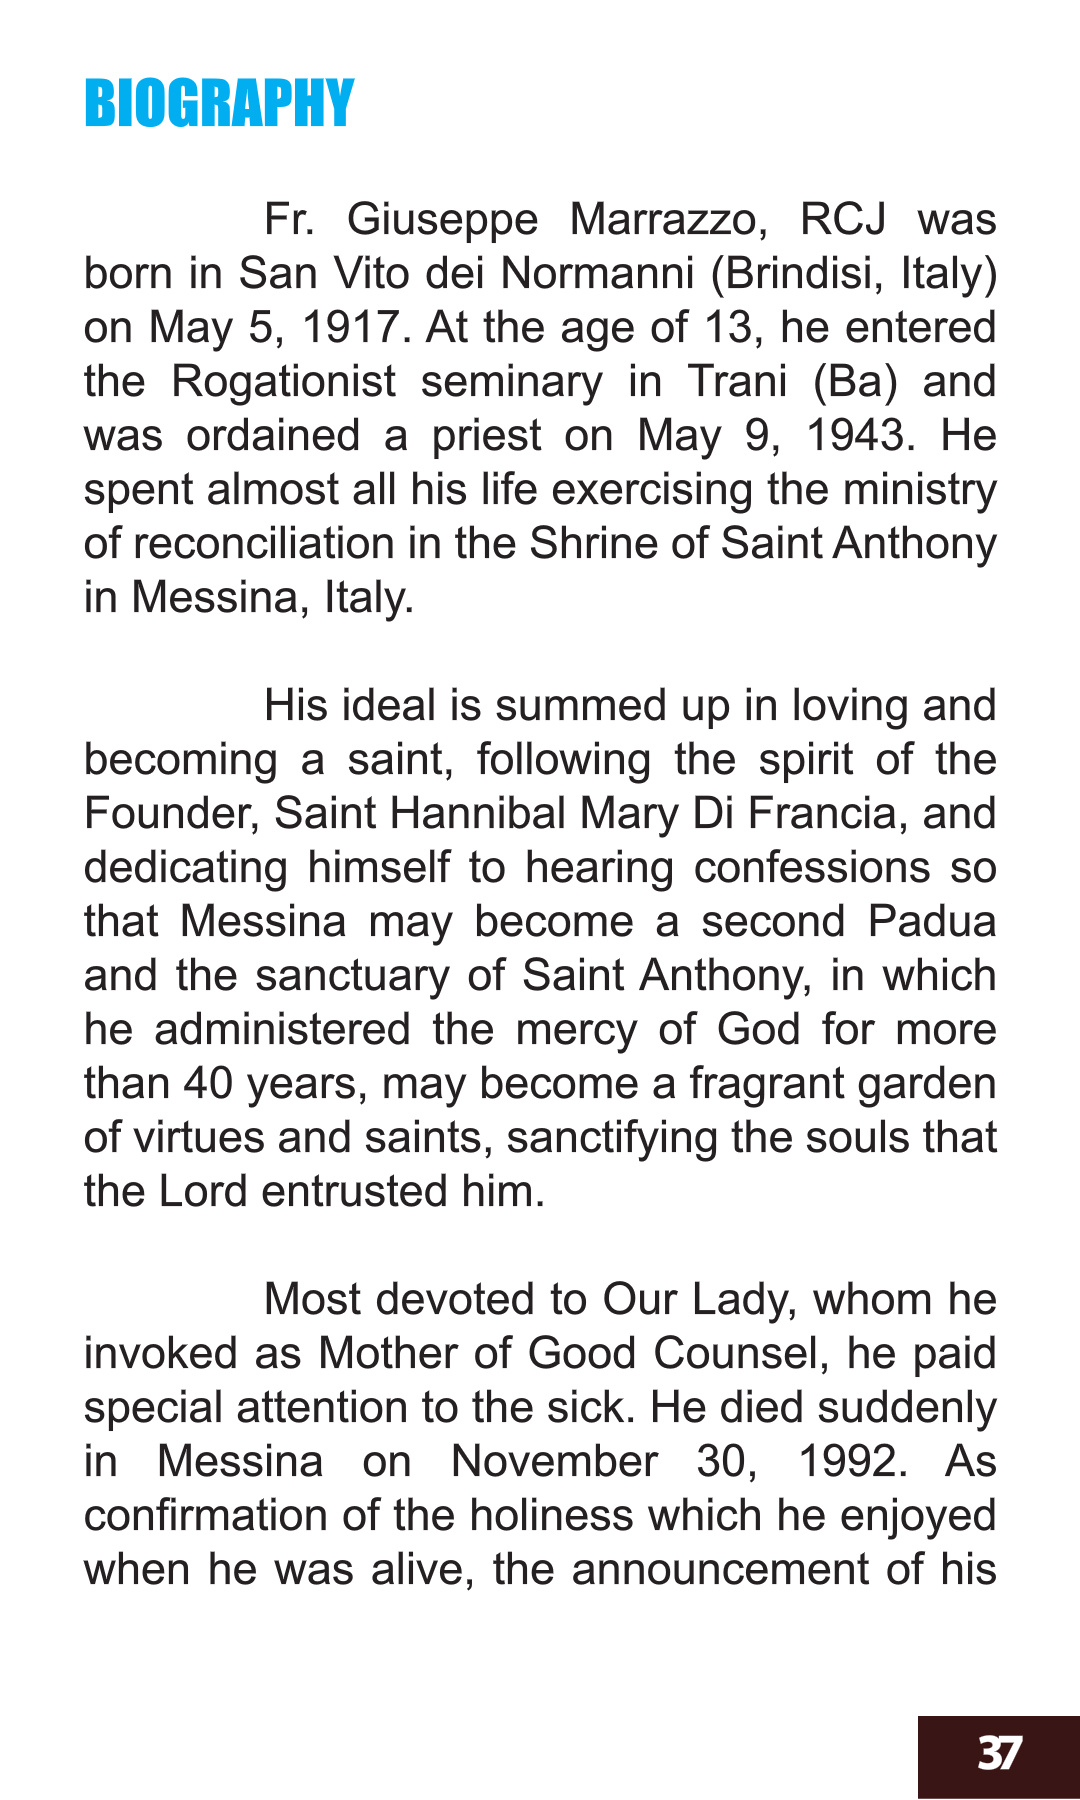 BIOGRAPHY
Fr. Giuseppe Marrazzo, RCJ was
born in San Vito dei Normanni (Brindisi, Italy)
on May 5, 1917. At the age of 13, he entered
the Rogationist seminary in Trani (Ba) and
was ordained a priest on May 9, 1943. He
spent almost all his life exercising the ministry
of reconciliation in the Shrine of Saint Anthony
in Messina, Italy.
His ideal is summed up in loving and
becoming a saint, following the spirit of the
Founder, Saint Hannibal Mary Di Francia, and
dedicating himself to hearing confessions so
that Messina may become a second Padua
and the sanctuary of Saint Anthony, in which
he administered the mercy of God for more
than 40 years, may become a fragrant garden
of virtues and saints, sanctifying the souls that
the Lord entrusted him.
Most devoted to Our Lady, whom he
invoked as Mother of Good Counsel, he paid
special attention to the sick. He died suddenly
in Messina on November 30, 1992. As
confirmation of the holiness which he enjoyed
when he was alive, the announcement of his
37